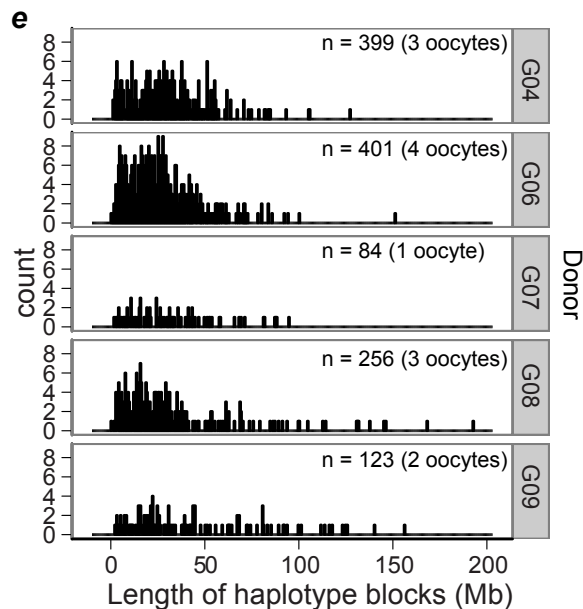 e
8
6
4
2
0
n = 399 (3 oocytes)
G04
8
6
4
2
0
n = 401 (4 oocytes)
G06
8
6
4
2
0
n = 84 (1 oocyte)
G07
8
6
4
2
0
n = 256 (3 oocytes)
G08
8
6
4
2
0
n = 123 (2 oocytes)
G09
count
Donor
0 50 100 150 200
Length of haplotype blocks (Mb)